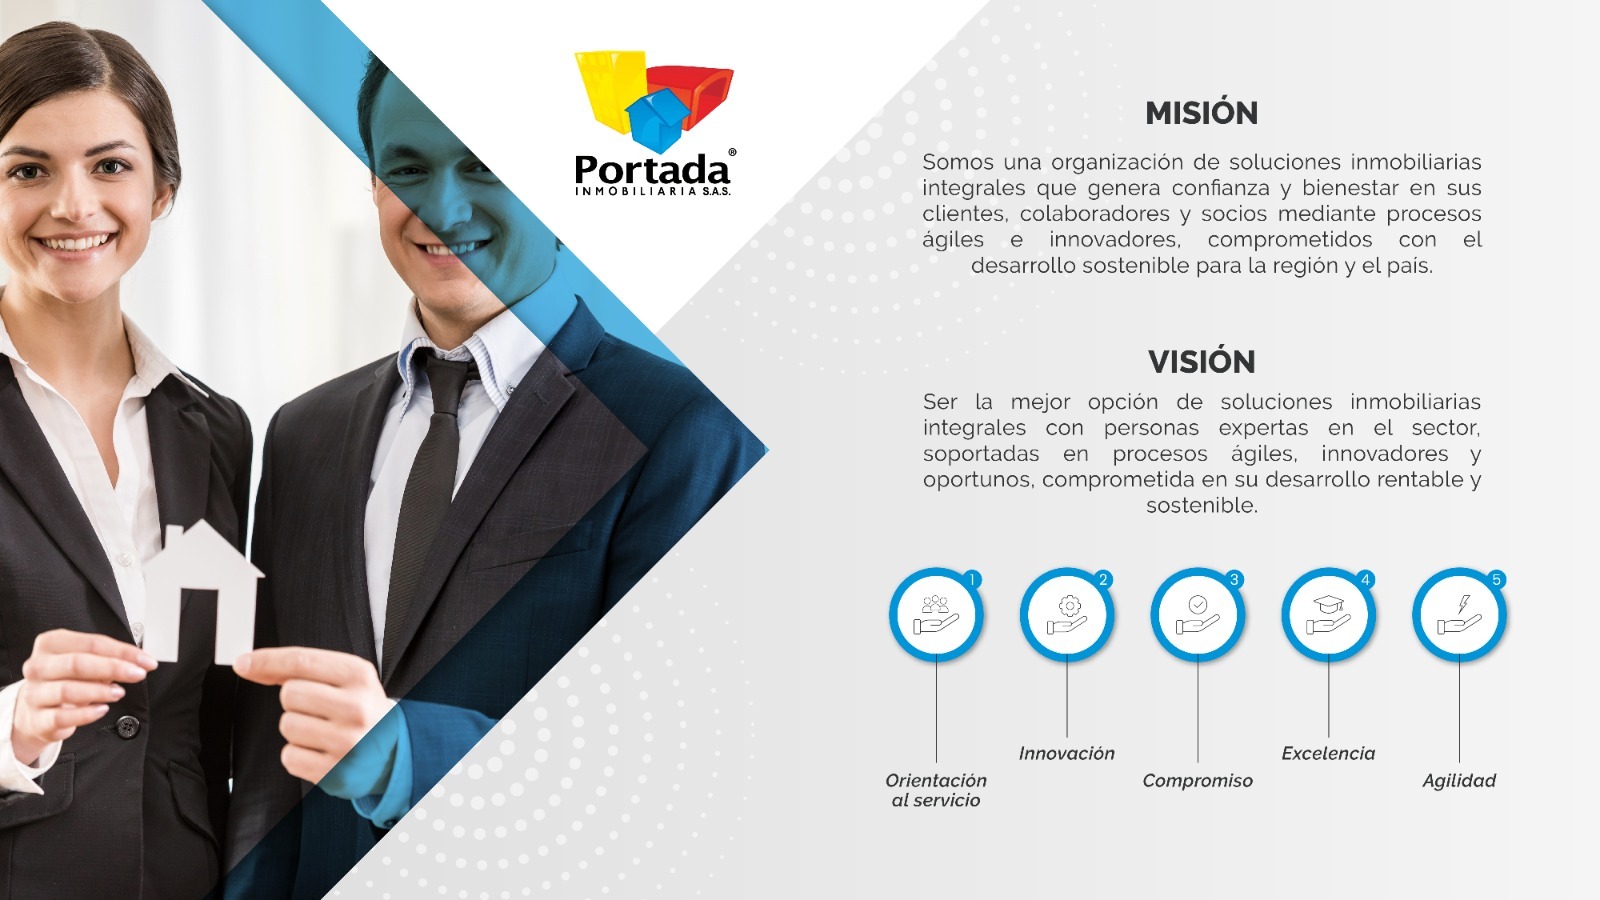 Portada®
INMOBILIARIA S.A.S.
MISIÓN
Somos una organización de soluciones inmobiliarias
integrales que genera confianza y bienestar en sus
clientes, colaboradores y socios mediante procesos
ágiles e innovadores, comprometidos con el
desarrollo sostenible para la región y el país.
VISIÓN
Ser la mejor opción de soluciones inmobiliarias
integrales con personas expertas en el sector,
soportadas en procesos ágiles, innovadores y
oportunos, comprometida en su desarrollo rentable y
sostenible.
1
Orientación
al servicio
2
Innovación
3
Compromiso
4
Excelencia
5
Agilidad